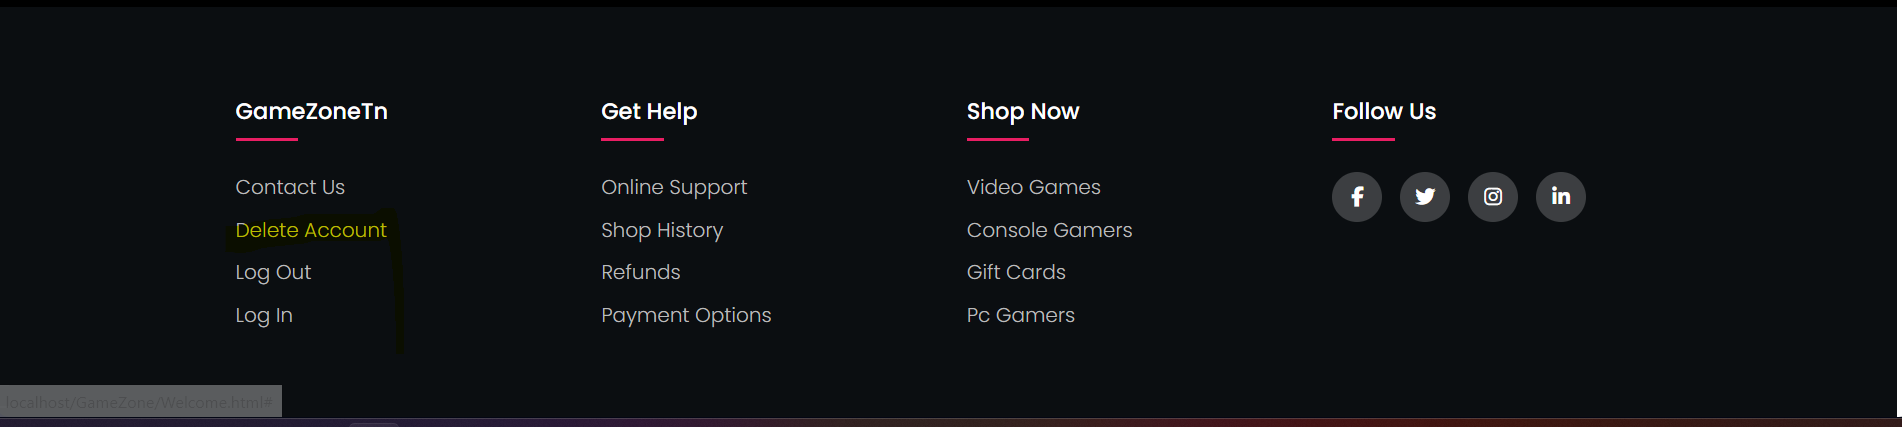 GameZoneTn
Contact Us
Delete Account
Log Out
Log In
Get Help
Online Support
Shop History
Refunds
Payment Options
Shop Now
Video Games
Console Gamers
Gift Cards
Pc Gamers
Follow Us
localhost/GameZone/Welcome.html#